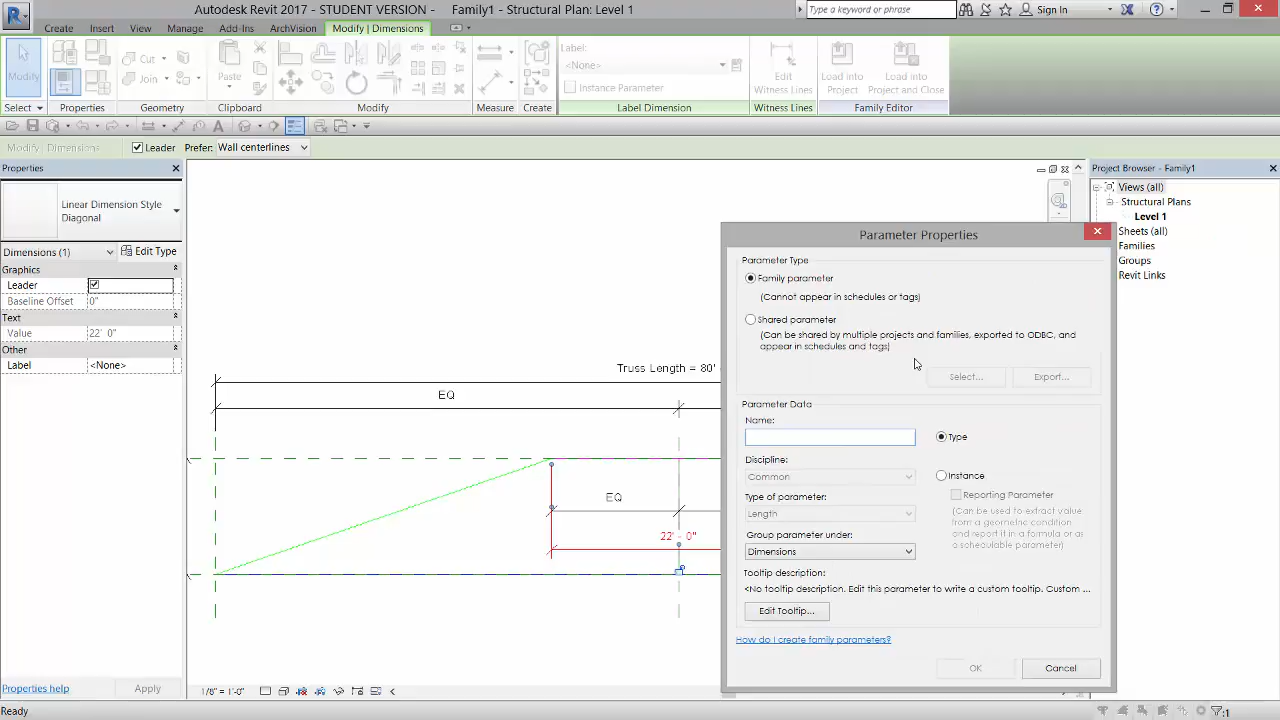 Autodesk Revit 2017 - STUDENT VERSION - Family1 - Structural Plan: Level 1
Type a keyword or phrase
Sign In
Create Insert View Manage Add-Ins ArchVision Modify | Dimensions
Modify
Cut
Join
Paste
Label:
<None>
Instance Parameter
Edit
Witness Lines
Load into
Project
Load into
Project and Close
Select Properties Geometry Clipboard Modify Measure Create Label Dimension Witness Lines Family Editor
Modify Dimensions Leader Prefer: Wall centerlines
Properties
Linear Dimension Style
Diagonal
Dimensions (1) Edit Type
Graphics
Leader
Baseline Offset 0"
Text
Value 22' 0"
Other
Label <None>
Properties help Apply
Truss Length = 80'
EQ
EQ
22' - 0"
1/8" = 1'-0"
Parameter Properties
Parameter Type
Family parameter
(Cannot appear in schedules or tags)
Shared parameter
(Can be shared by multiple projects and families, exported to ODBC, and
appear in schedules and tags)
Select... Export...
Parameter Data
Name:
Type
Discipline:
Common
Instance
Reporting Parameter
(Can be used to extract value
from a geometric condition
and report it in a formula or as
a schedulable parameter)
Type of parameter:
Length
Group parameter under:
Dimensions
Tooltip description:
<No tooltip description. Edit this parameter to write a custom tooltip. Custom ...
Edit Tooltip...
How do I create family parameters?
OK Cancel
Project Browser - Family1
Views (all)
Structural Plans
Level 1
Sheets (all)
Families
Groups
Revit Links
Ready
:1